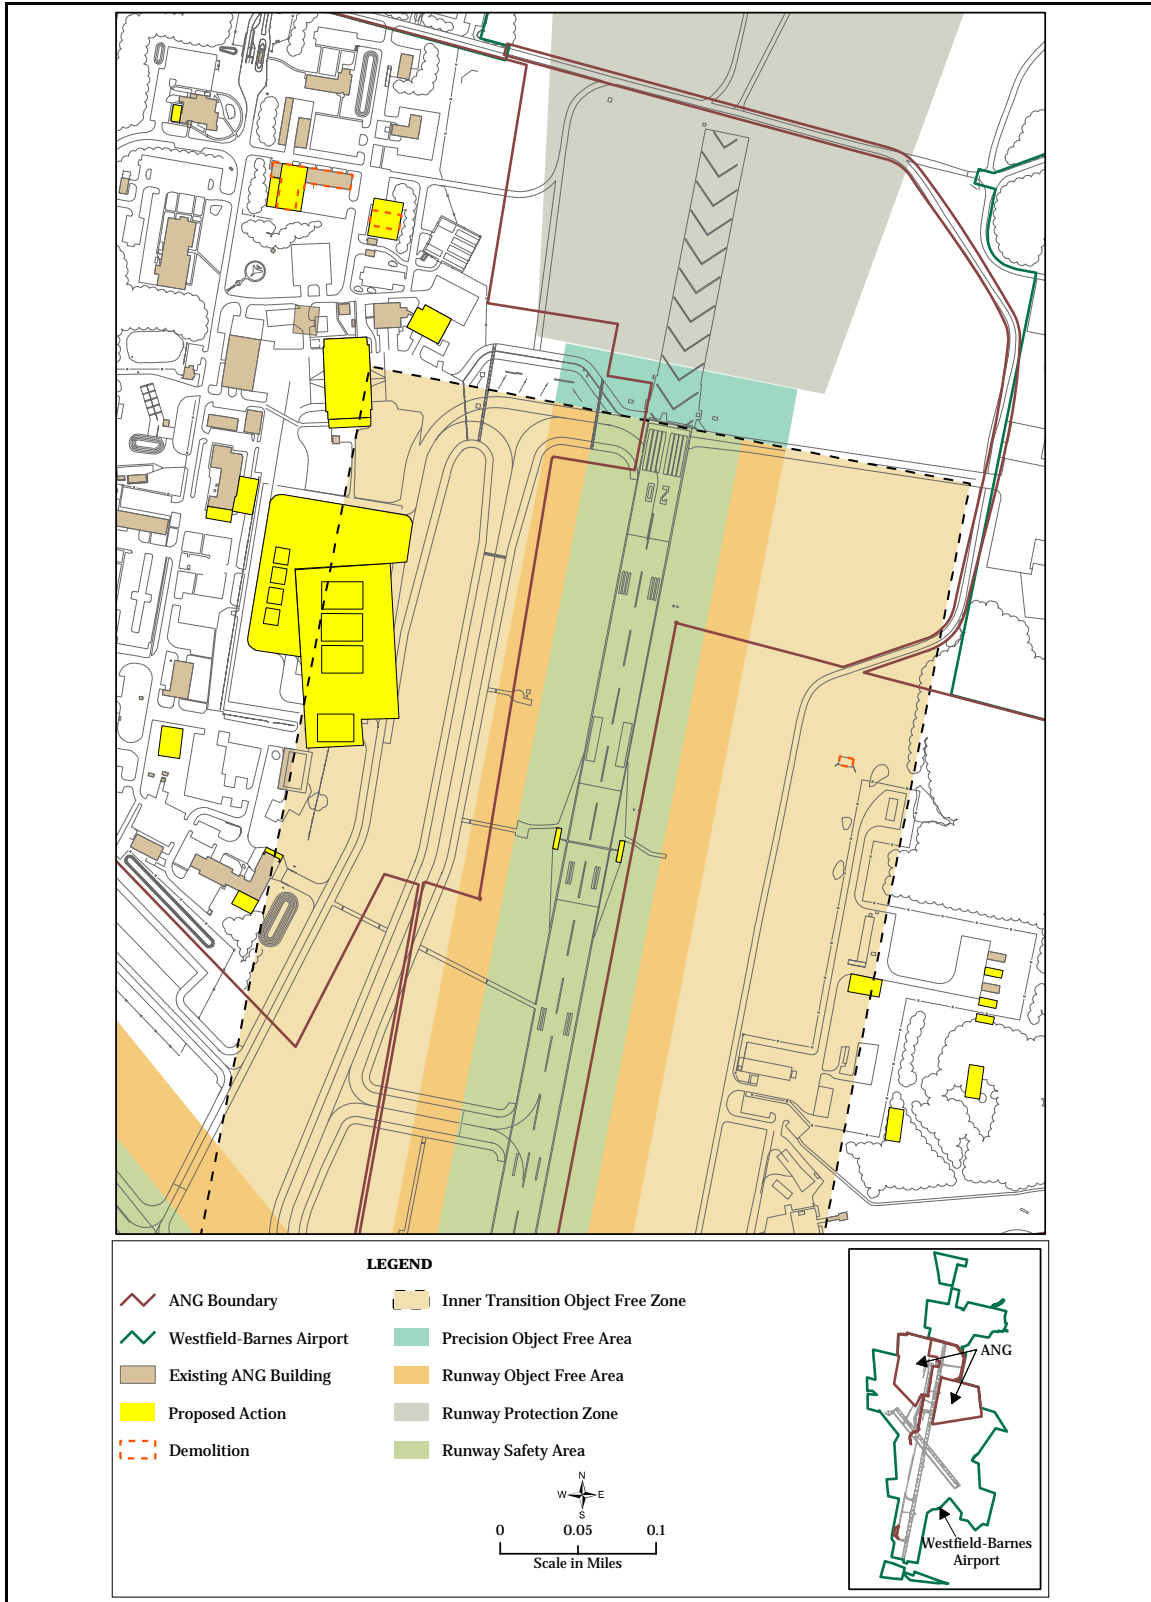 20
LEGEND
ANG Boundary
Westfield-Barnes Airport
Existing ANG Building
Proposed Action
Demolition
Inner Transition Object Free Zone
Precision Object Free Area
Runway Object Free Area
Runway Protection Zone
Runway Safety Area
N
W E
S
0 0.05 0.1
Scale in Miles
ANG
Westfield-Barnes
Airport